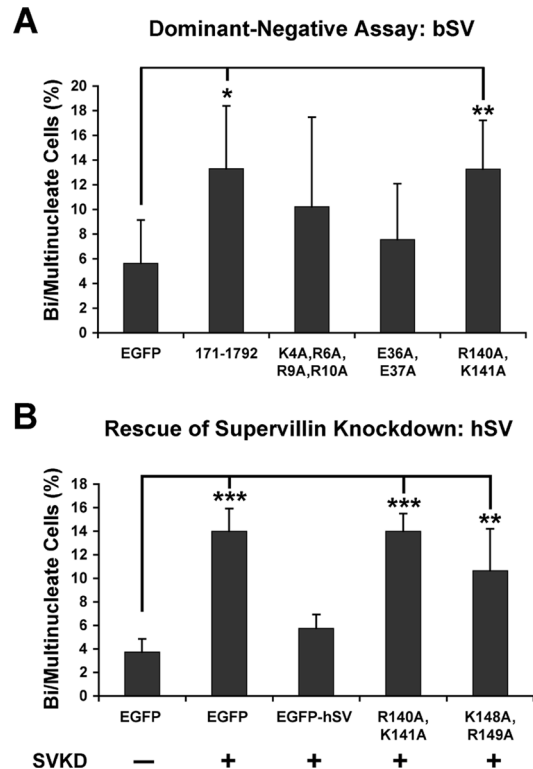 A
Dominant-Negative Assay: bSV
Bi/Multinucleate Cells (%)
20
18
16
14
12
10
8
6
4
2
0
*
**
EGFP
171-1792
K4A,R6A,
R9A,R10A
E36A,
E37A
R140A,
K141A
B
Rescue of Supervillin Knockdown: hSV
Bi/Multinucleate Cells (%)
18
16
14
12
10
8
6
4
2
0
***
***
**
EGFP
EGFP
EGFP-hSV
R140A,
K141A
K148A,
R149A
SVKD — + + + +